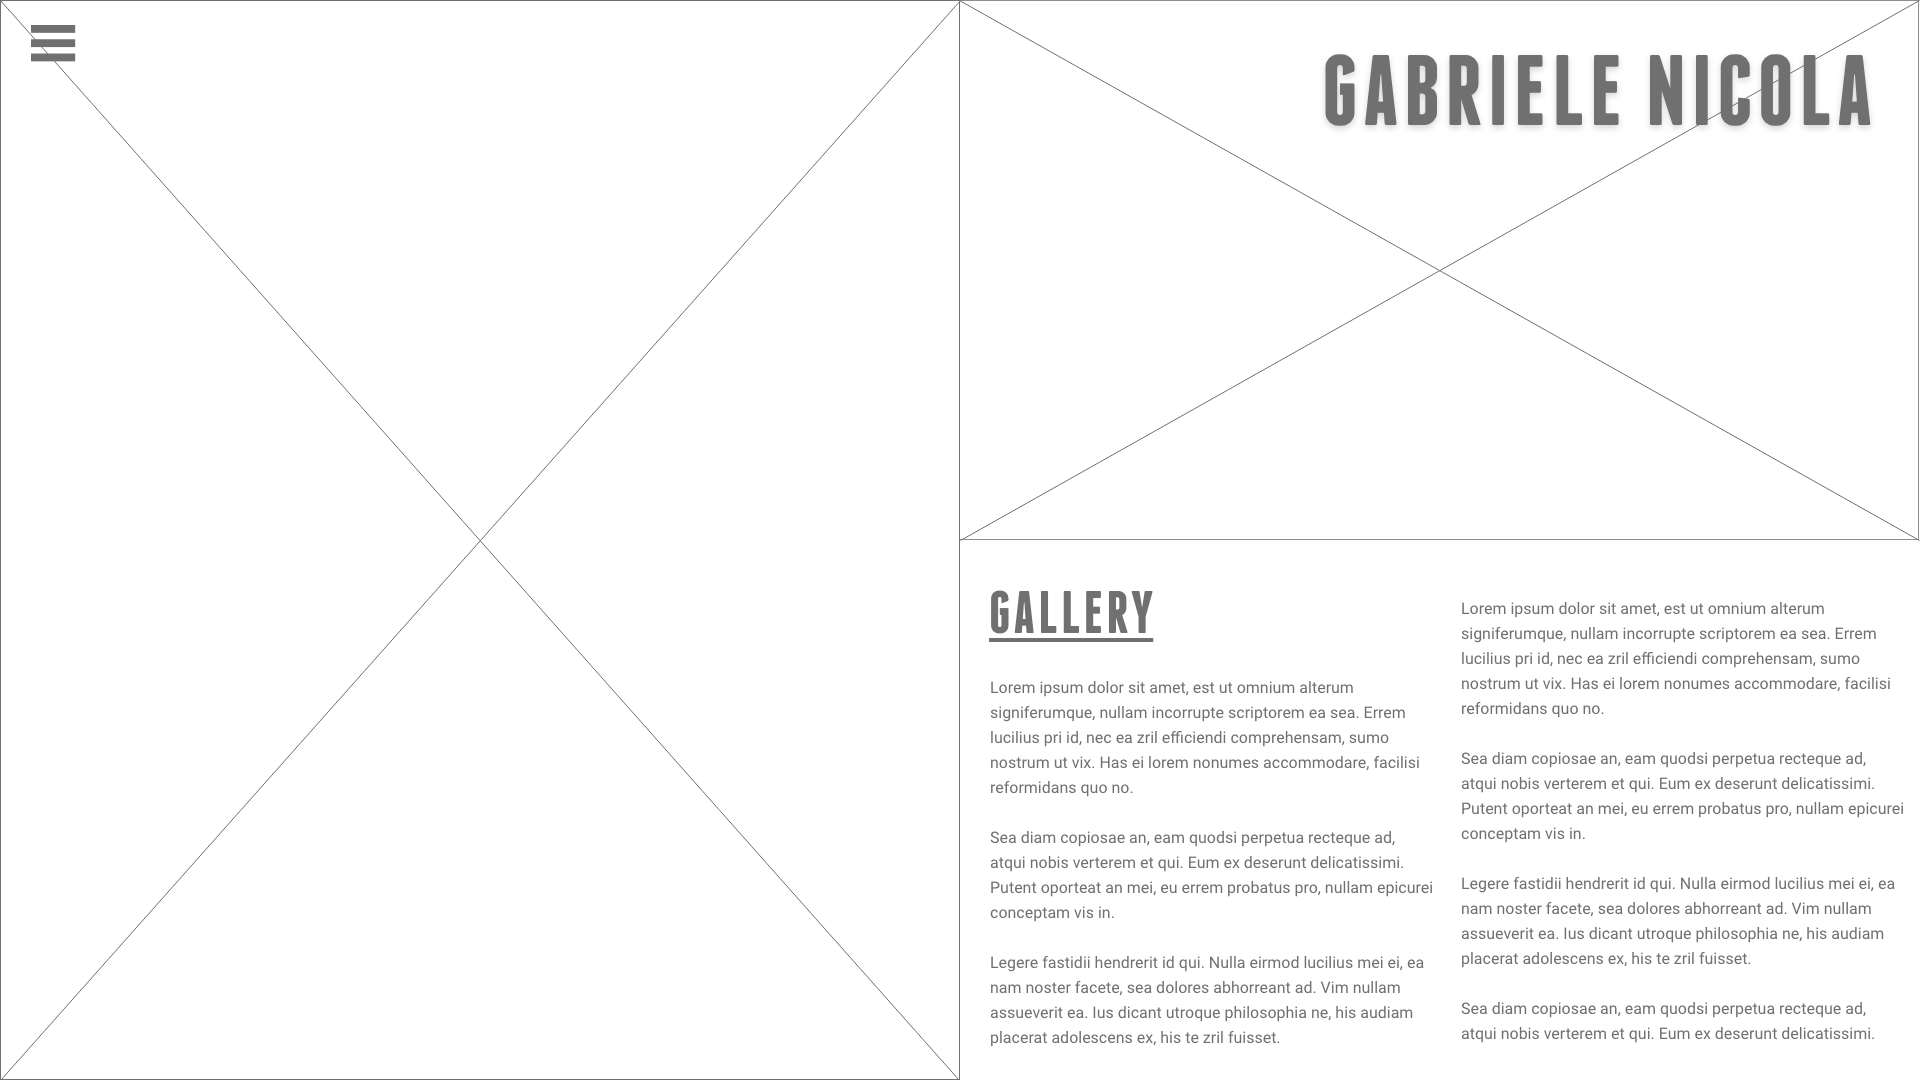 GABRIELE NICOLA
GALLERY
Lorem ipsum dolor sit amet, est ut omnium alterum
signiferumque, nullam incorrupte scriptorem ea sea. Errem
lucilius pri id, nec ea zril efficiendi comprehensam, sumo
nostrum ut vix. Has ei lorem nonumes accommodare, facilisi
reformidans quo no.
Sea diam copiosae an, eam quodsi perpetua recteque ad,
atqui nobis verterem et qui. Eum ex deserunt delicatissimi.
Putent oporteat an mei, eu errem probatus pro, nullam epicurei
conceptam vis in.
Legere fastidii hendrerit id qui. Nulla eirmod lucilius mei ei, ea
nam noster facete, sea dolores abhorreant ad. Vim nullam
assueverit ea. Ius dicant utroque philosophia ne, his audiam
placerat adolescens ex, his te zril fuisset.
Lorem ipsum dolor sit amet, est ut omnium alterum
signiferumque, nullam incorrupte scriptorem ea sea. Errem
lucilius pri id, nec ea zril efficiendi comprehensam, sumo
nostrum ut vix. Has ei lorem nonumes accommodare, facilisi
reformidans quo no.
Sea diam copiosae an, eam quodsi perpetua recteque ad,
atqui nobis verterem et qui. Eum ex deserunt delicatissimi.
Putent oporteat an mei, eu errem probatus pro, nullam epicurei
conceptam vis in.
Legere fastidii hendrerit id qui. Nulla eirmod lucilius mei ei, ea
nam noster facete, sea dolores abhorreant ad. Vim nullam
assueverit ea. Ius dicant utroque philosophia ne, his audiam
placerat adolescens ex, his te zril fuisset.
Sea diam copiosae an, eam quodsi perpetua recteque ad,
atqui nobis verterem et qui. Eum ex deserunt delicatissimi.